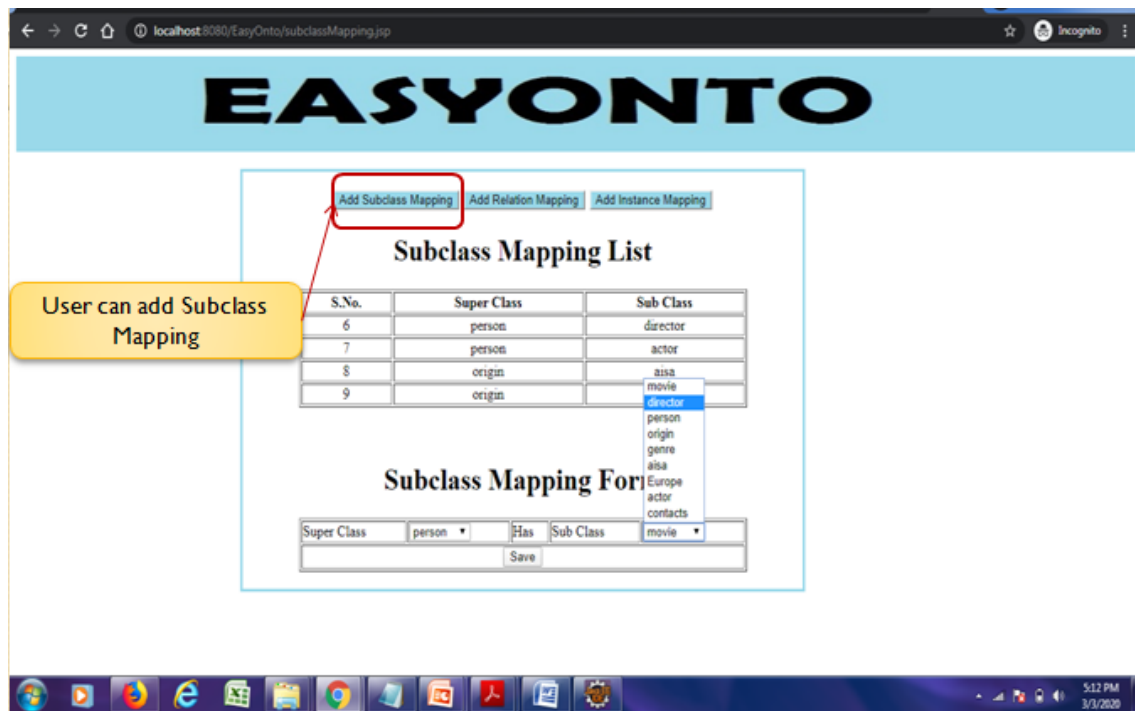 localhost:8080/EasyOnto/subclassMapping.jsp
Incognito
EASYONTO
Add Subclass Mapping Add Relation Mapping Add Instance Mapping
Subclass Mapping List
User can add Subclass
Mapping
S.No. Super Class Sub Class
6 person director
7 person actor
8 origin aisa
9 origin
movie
director
person
origin
genre
aisa
Europe
actor
contacts
Subclass Mapping For
Super Class person Has Sub Class movie
Save
5:12 PM
3/3/2020